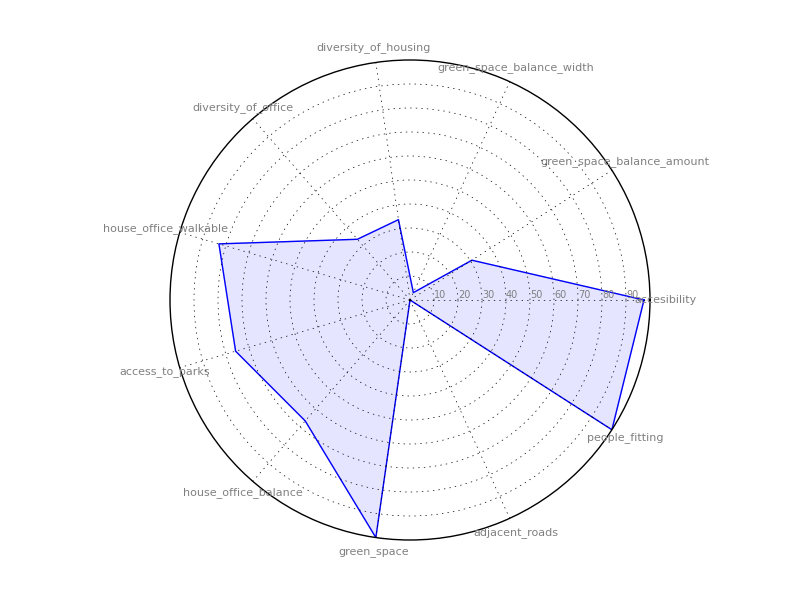 diversity_of_housing
green_space_balance_width
diversity_of_office
green_space_balance_amount
house_office_walkable
10 20 30 40 50 60 70 80 90
accesibility
access_to_parks
people_fitting
house_office_balance
adjacent_roads
green_space